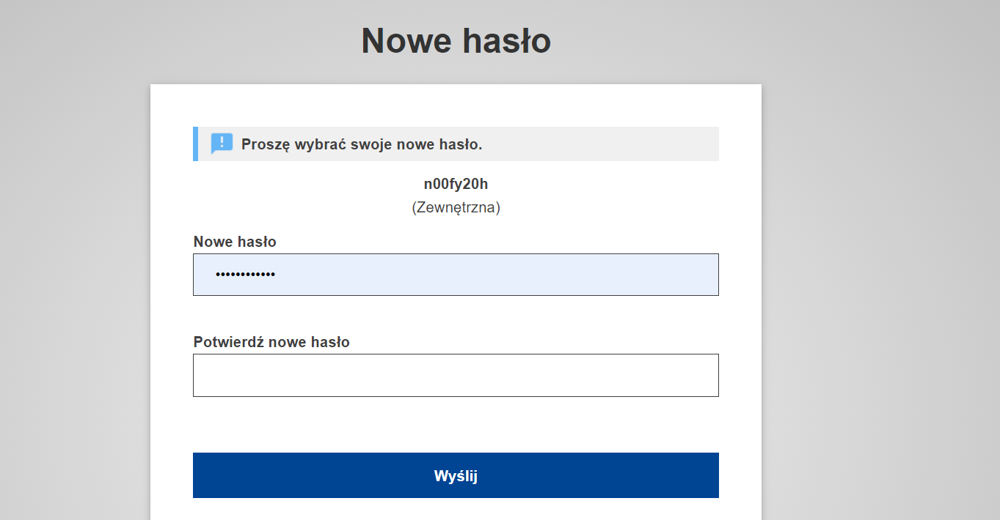 Nowe hasło
Proszę wybrać swoje nowe hasło.
n00fy20h
(Zewnętrzna)
Nowe hasło
••••••••••••
Potwierdź nowe hasło
Wyślij